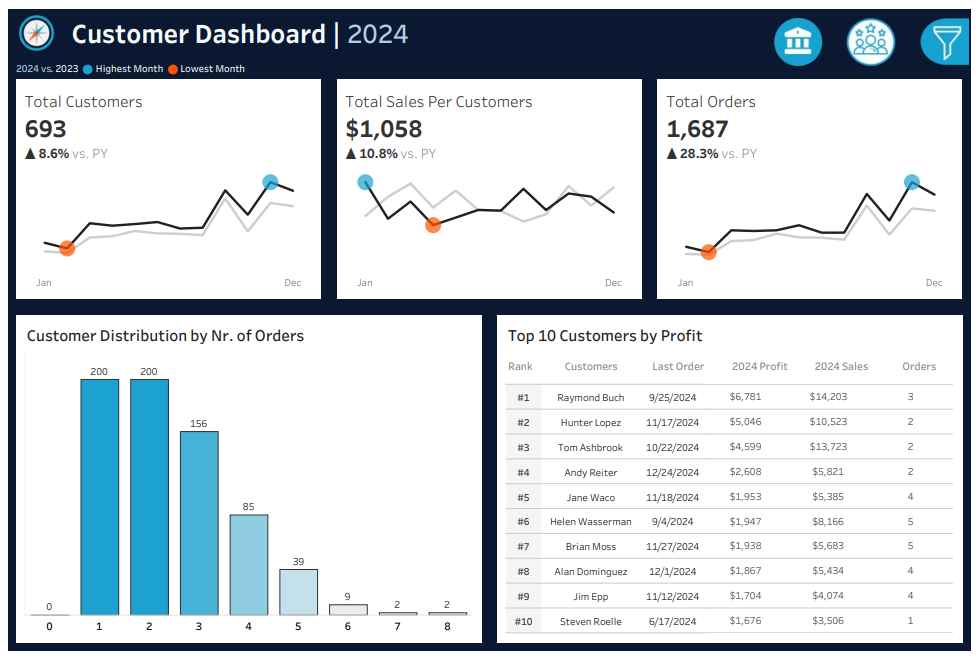 Customer Dashboard | 2024
2024 vs. 2023 Highest Month Lowest Month
Total Customers
693
▲ 8.6% vs. PY
Jan Dec
Total Sales Per Customers
$1,058
▲ 10.8% vs. PY
Jan Dec
Total Orders
1,687
▲ 28.3% vs. PY
Jan Dec
Customer Distribution by Nr. of Orders
0 200 200 156 85 39 9 2 2
0 1 2 3 4 5 6 7 8
Top 10 Customers by Profit
Rank Customers Last Order 2024 Profit 2024 Sales Orders
#1 Raymond Buch 9/25/2024 $6,781 $14,203 3
#2 Hunter Lopez 11/17/2024 $5,046 $10,523 2
#3 Tom Ashbrook 10/22/2024 $4,599 $13,723 2
#4 Andy Reiter 12/24/2024 $2,608 $5,821 2
#5 Jane Waco 11/18/2024 $1,953 $5,385 4
#6 Helen Wasserman 9/4/2024 $1,947 $8,166 5
#7 Brian Moss 11/27/2024 $1,938 $5,683 5
#8 Alan Dominguez 12/1/2024 $1,867 $5,434 4
#9 Jim Epp 11/12/2024 $1,704 $4,074 4
#10 Steven Roelle 6/17/2024 $1,676 $3,506 1